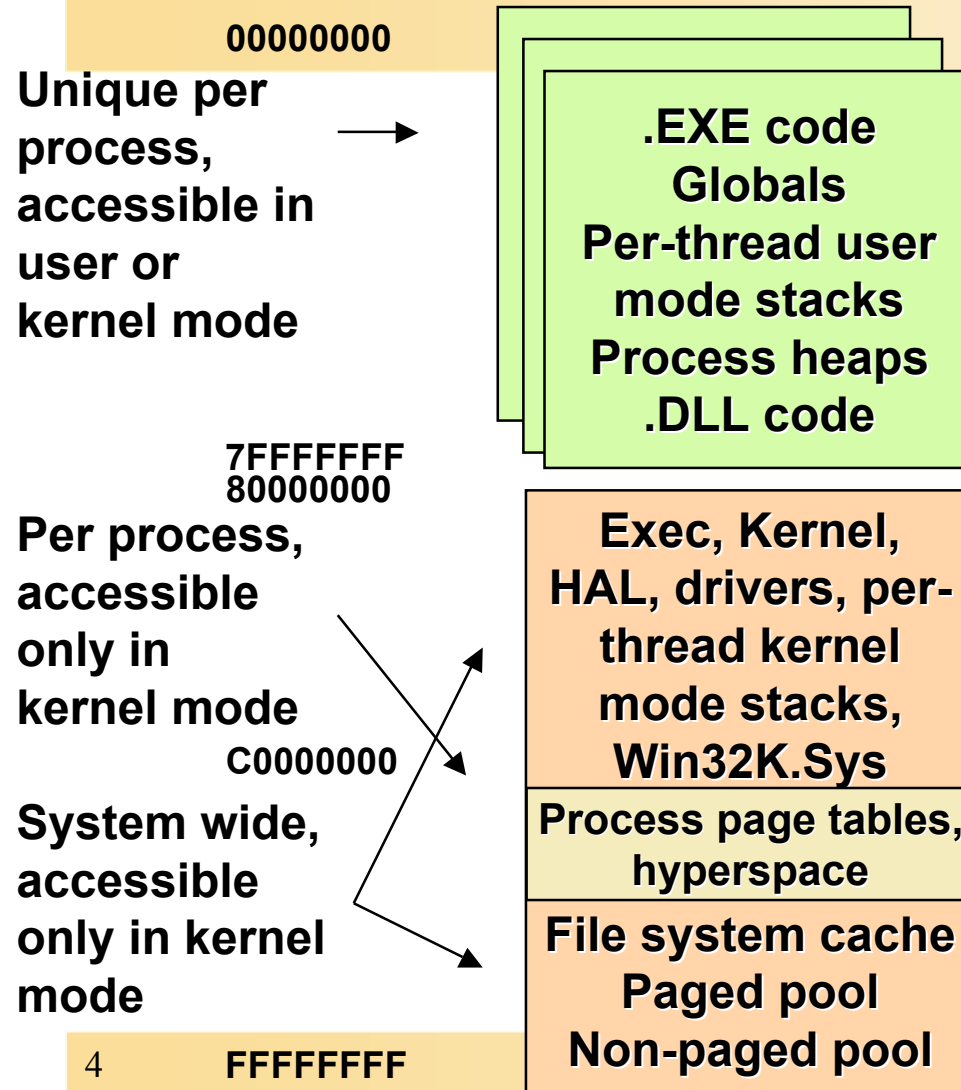 00000000
Unique per
process,
accessible in
user or
kernel mode
.EXE code
Globals
Per-thread user
mode stacks
Process heaps
.DLL code
7FFFFFFF
80000000
Per process,
accessible
only in
kernel mode
Exec, Kernel,
HAL, drivers, per-
thread kernel
mode stacks,
Win32K.Sys
C0000000
Process page tables,
hyperspace
System wide,
accessible
only in kernel
mode
File system cache
Paged pool
Non-paged pool
4
FFFFFFFF